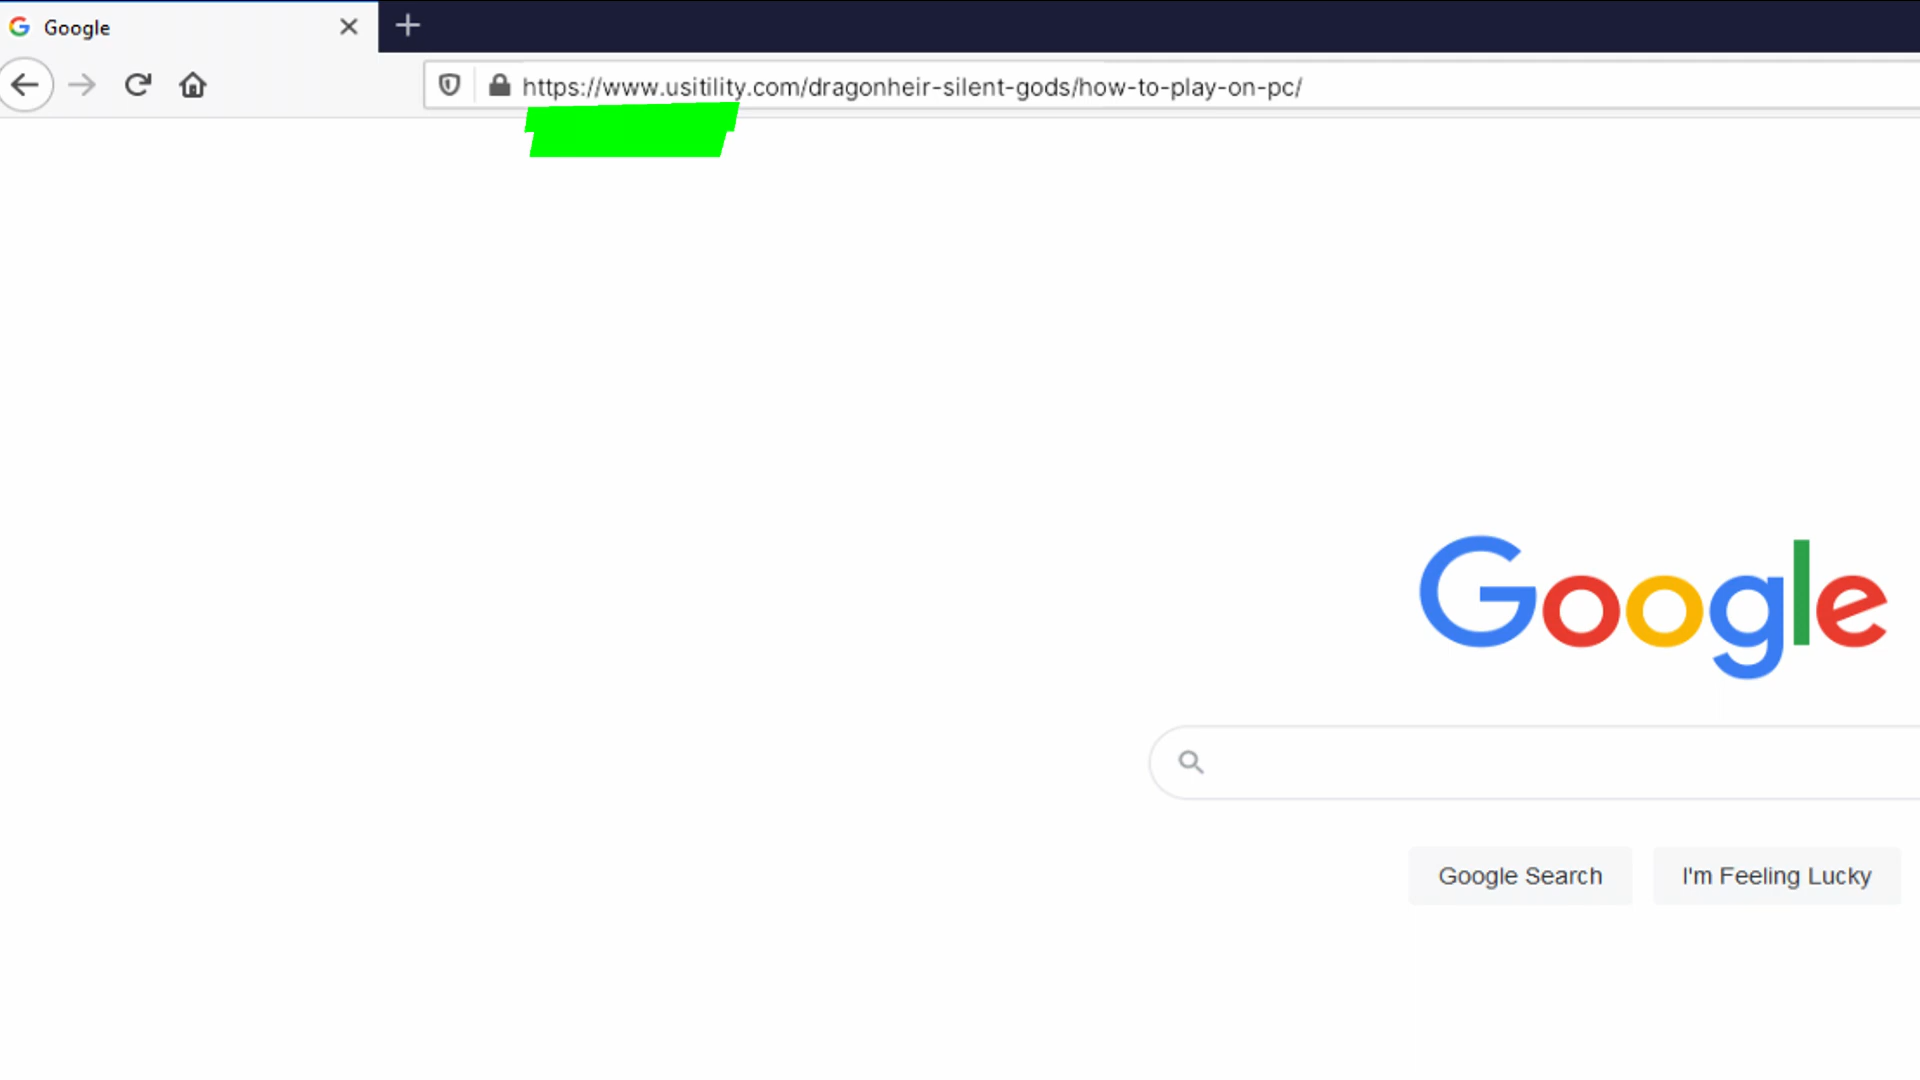 Google
https://www.usitility.com/dragonheir-silent-gods/how-to-play-on-pc/
Google
Google Search
I'm Feeling Lucky